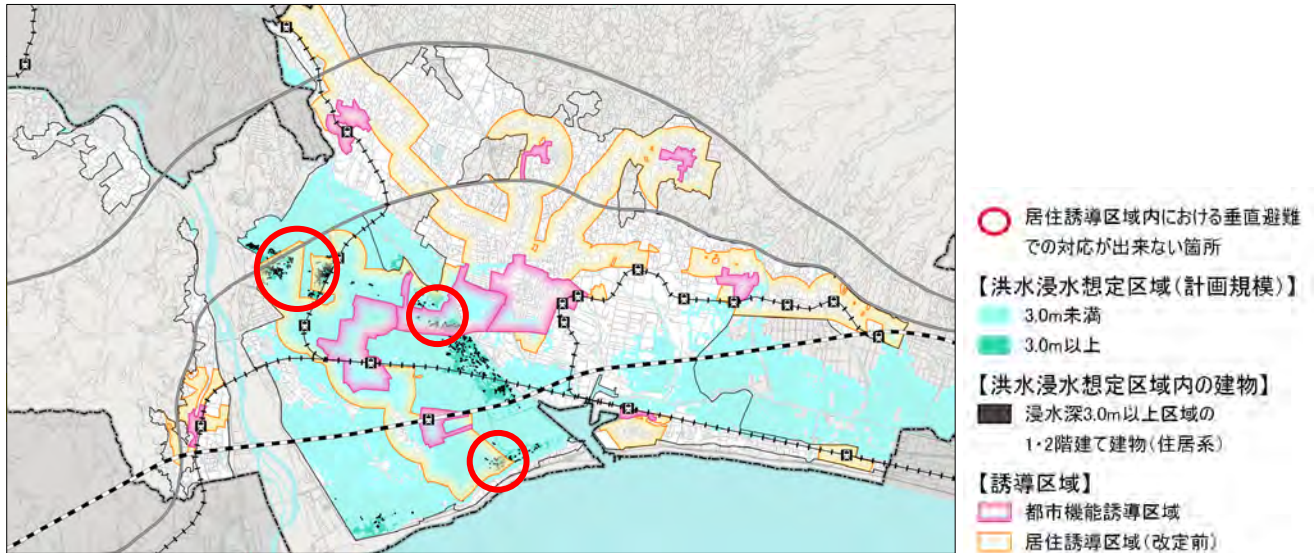 居住誘導区域内における垂直避難
での対応が出来ない箇所
【洪水浸水想定区域(計画規模)】
3.0m未満
3.0m以上
【洪水浸水想定区域内の建物】
浸水深3.0m以上区域の
1・2階建て建物(住居系)
【誘導区域】
都市機能誘導区域
居住誘導区域(改定前)